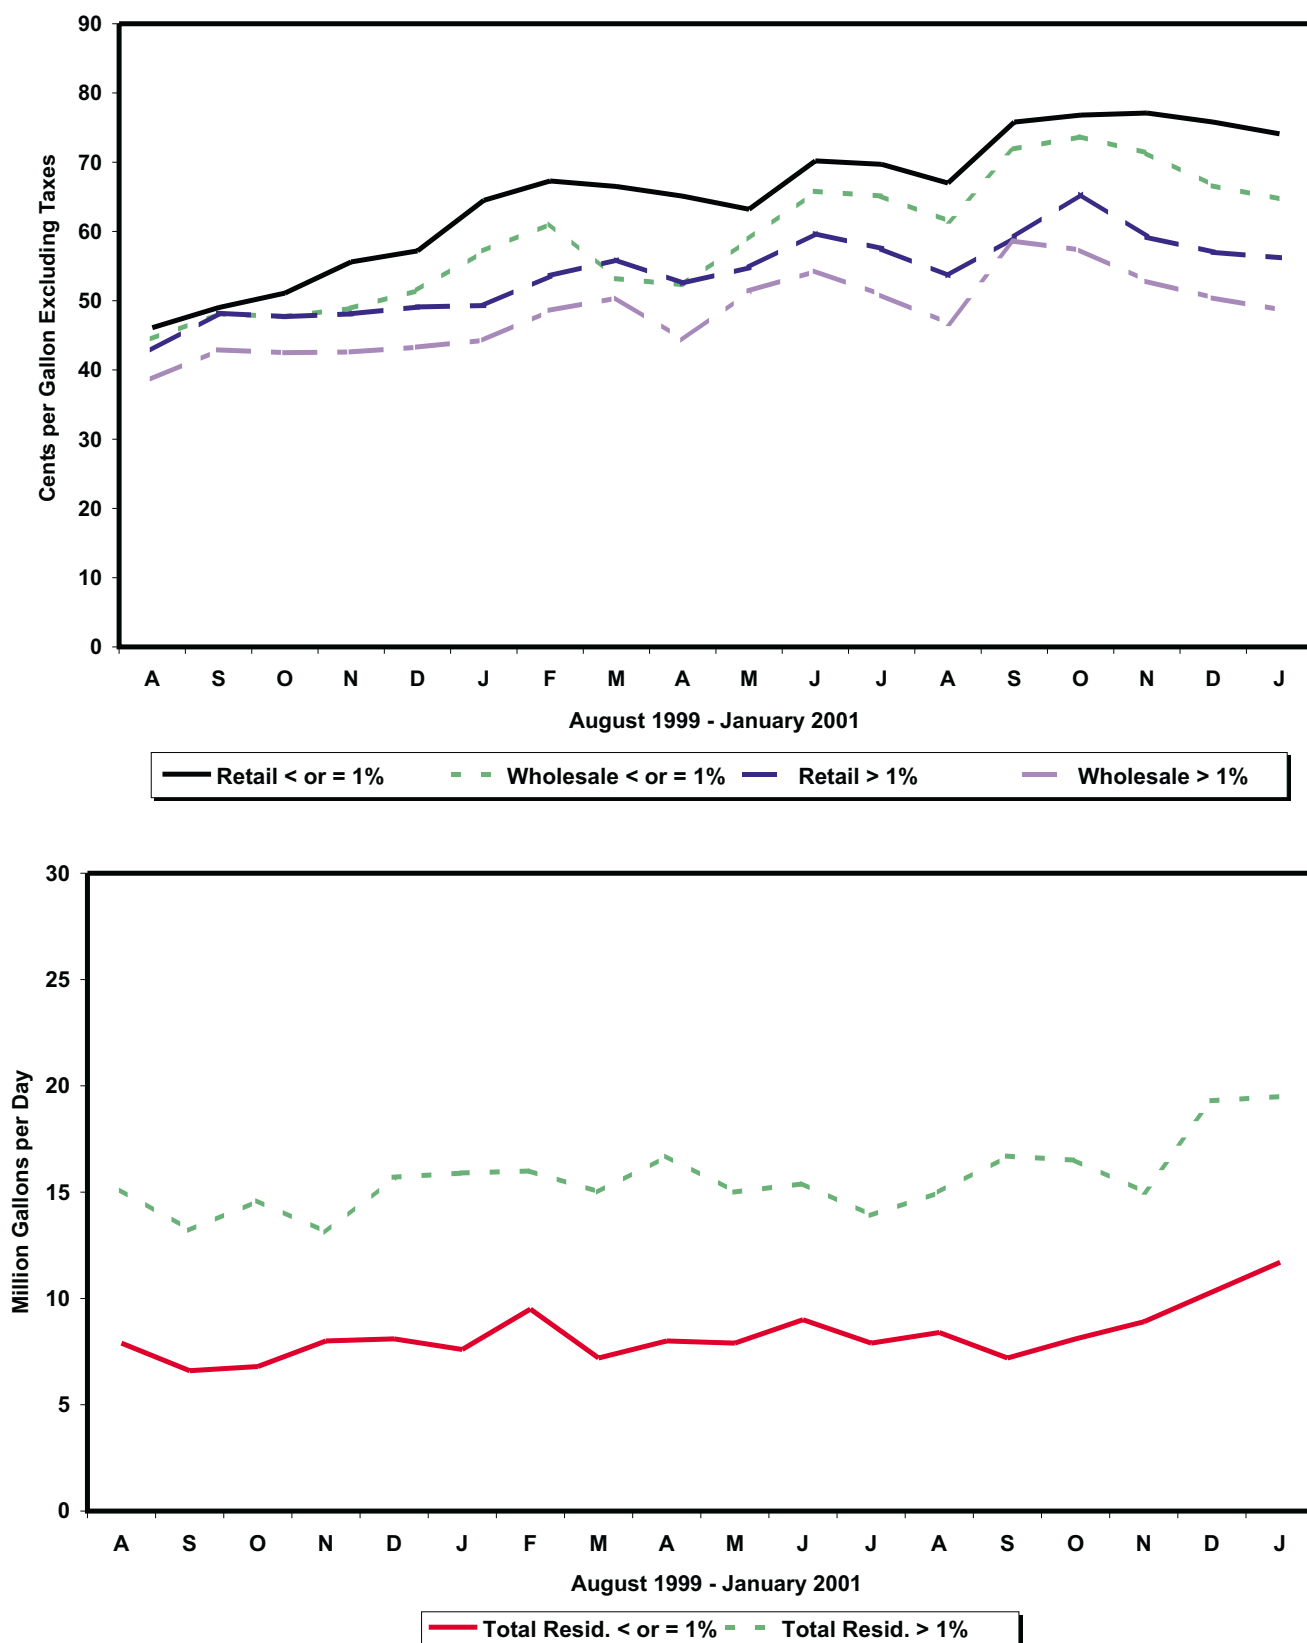 90
80
70
60
50
40
30
20
10
0
Cents per Gallon Excluding Taxes
A S O N D J F M A M J J A S O N D J
August 1999 - January 2001
Retail < or = 1% Wholesale < or = 1% Retail > 1% Wholesale > 1%
30
25
20
15
10
5
0
Million Gallons per Day
A S O N D J F M A M J J A S O N D J
August 1999 - January 2001
Total Resid. < or = 1% Total Resid. > 1%